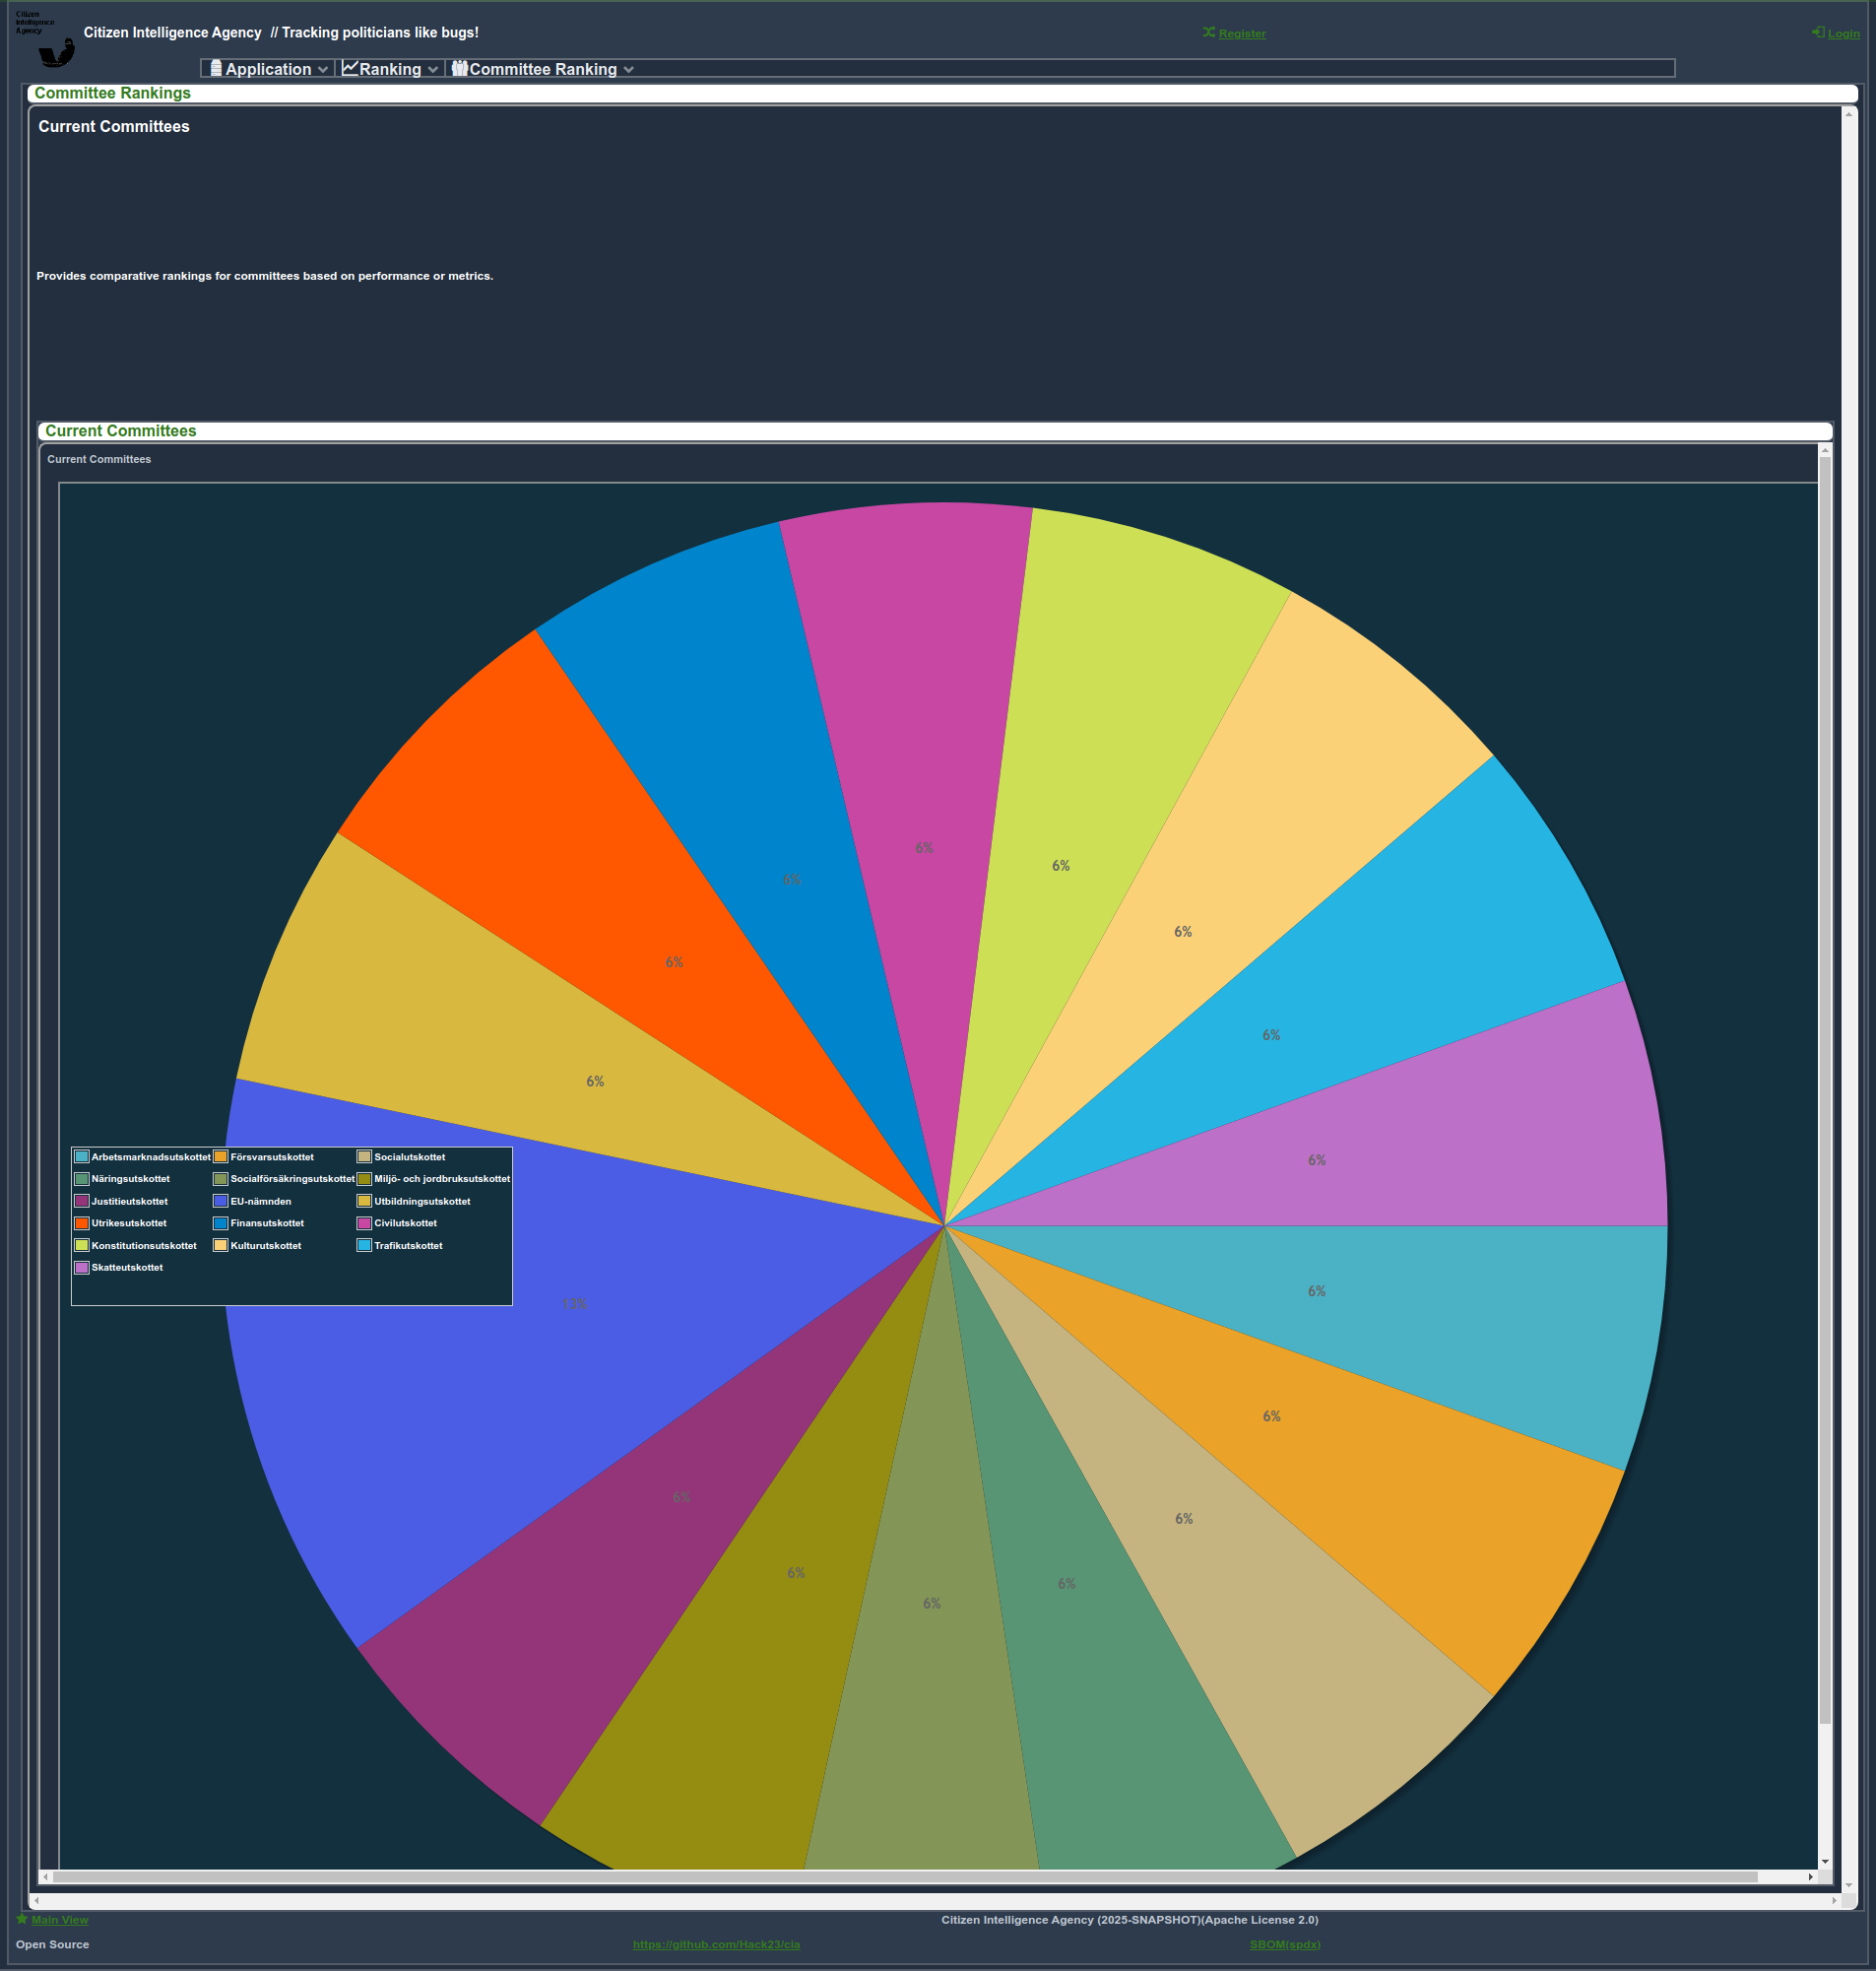 Citizen
Intelligence
Agency
Citizen Intelligence Agency // Tracking politicians like bugs!
Register
Login
Application
Ranking
Committee Ranking
Committee Rankings
Current Committees
Provides comparative rankings for committees based on performance or metrics.
Current Committees
Current Committees
6%
6%
6%
6%
6%
6%
6%
6%
6%
Arbetsmarknadsutskottet Försvarsutskottet Socialutskottet
Näringsutskottet Socialförsäkringsutskottet Miljö- och jordbruksutskottet
Justitieutskottet EU-nämnden Utbildningsutskottet
Utrikesutskottet Finansutskottet Civilutskottet
Konstitutionsutskottet Kulturutskottet Trafikutskottet
Skatteutskottet
6%
13%
6%
6%
6%
6%
6%
6%
Main View
Citizen Intelligence Agency (2025-SNAPSHOT)(Apache License 2.0)
Open Source
https://github.com/Hack23/cia
SBOM(spdx)